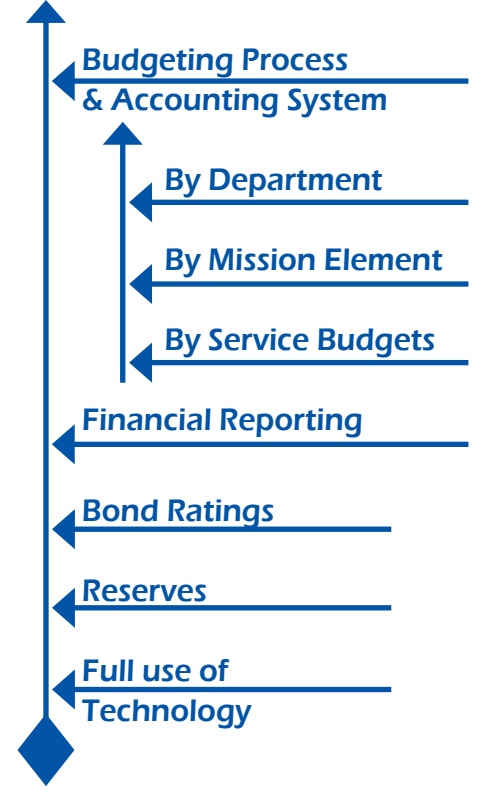 Budgeting Process
& Accounting System
By Department
By Mission Element
By Service Budgets
Financial Reporting
Bond Ratings
Reserves
Full use of
Technology